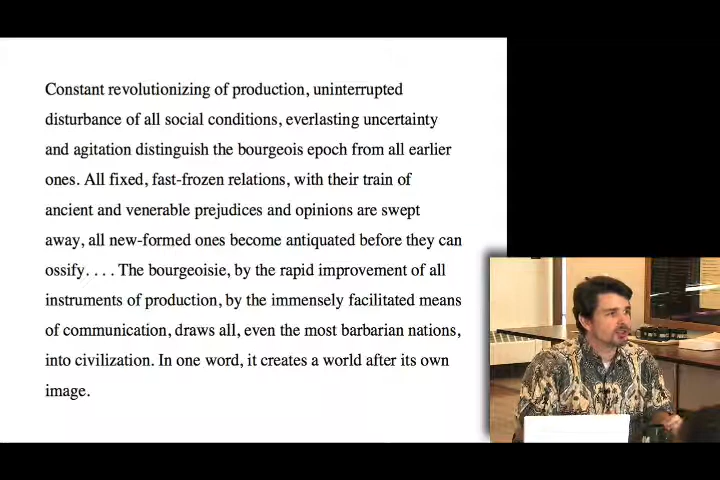 Constant revolutionizing of production, uninterrupted
disturbance of all social conditions, everlasting uncertainty
and agitation distinguish the bourgeois epoch from all earlier
ones. All fixed, fast-frozen relations, with their train of
ancient and venerable prejudices and opinions are swept
away, all new-formed ones become antiquated before they can
ossify. . . . The bourgeoisie, by the rapid improvement of all
instruments of production, by the immensely facilitated means
of communication, draws all, even the most barbarian nations,
into civilization. In one word, it creates a world after its own
image.